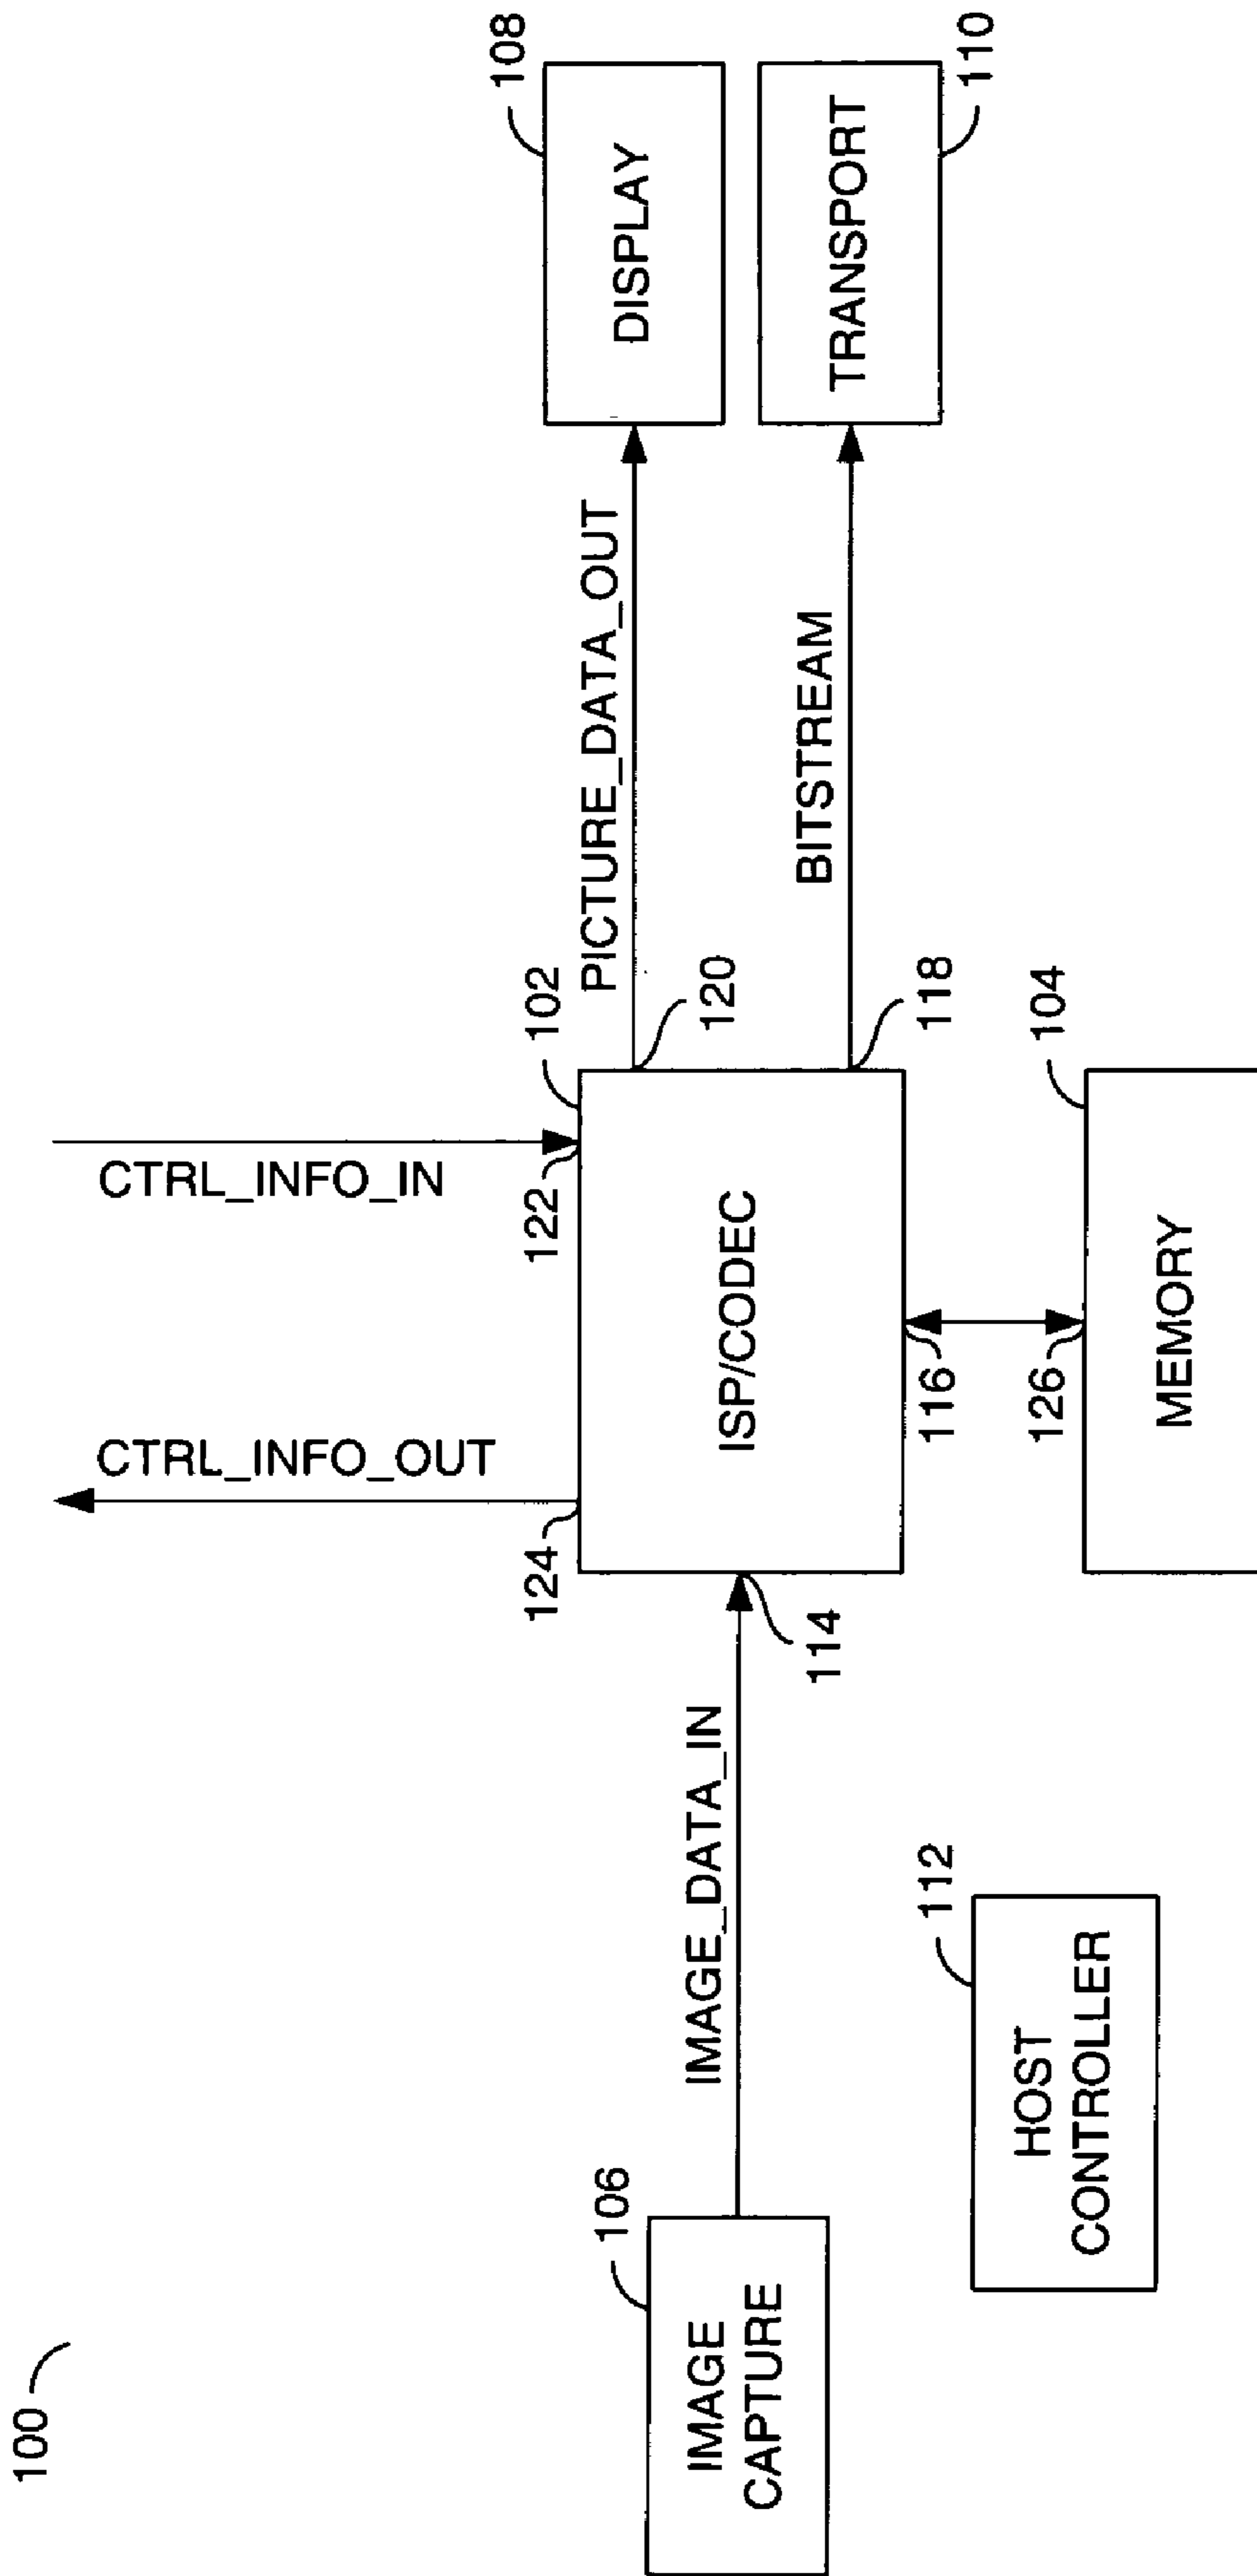 100
CTRL_INFO_OUT
CTRL_INFO_IN
108
124
122
102
PICTURE_DATA_OUT
DISPLAY
106
IMAGE
CAPTURE
IMAGE_DATA_IN
114
ISP/CODEC
120
118
BITSTREAM
TRANSPORT
110
112
HOST
CONTROLLER
116
126
104
MEMORY